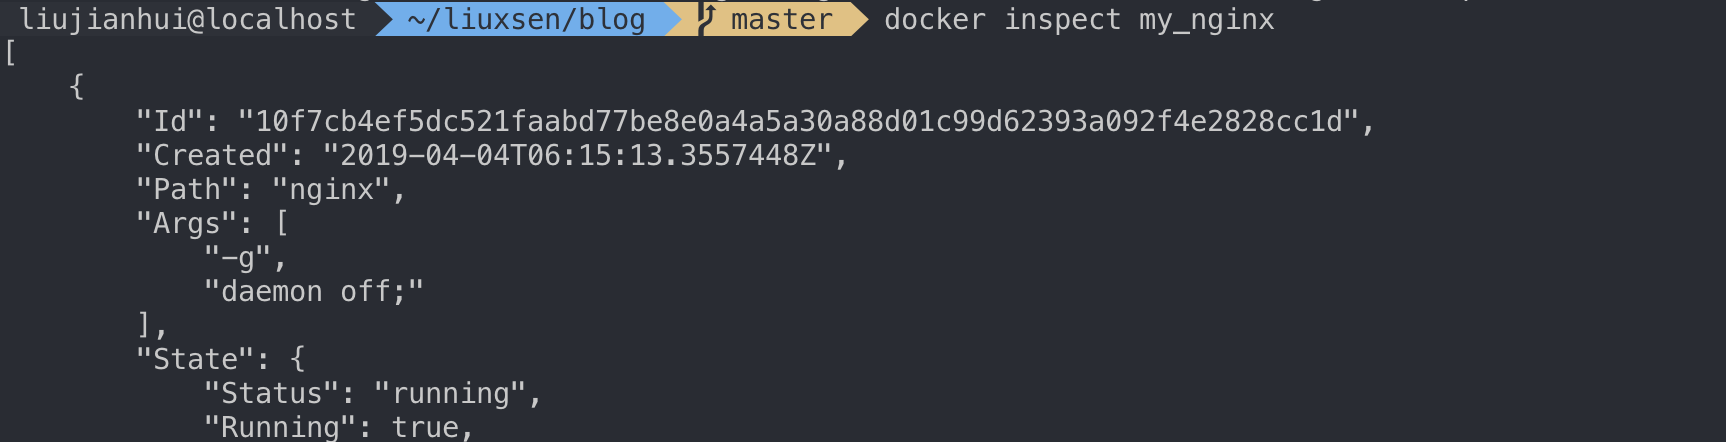 liujianhui@localhost ~/liuxsen/blog master docker inspect my_nginx
[
    {
        "Id": "10f7cb4ef5dc521faabd77be8e0a4a5a30a88d01c99d62393a092f4e2828cc1d",
        "Created": "2019-04-04T06:15:13.3557448Z",
        "Path": "nginx",
        "Args": [
            "-g",
            "daemon off;"
        ],
        "State": {
            "Status": "running",
            "Running": true,